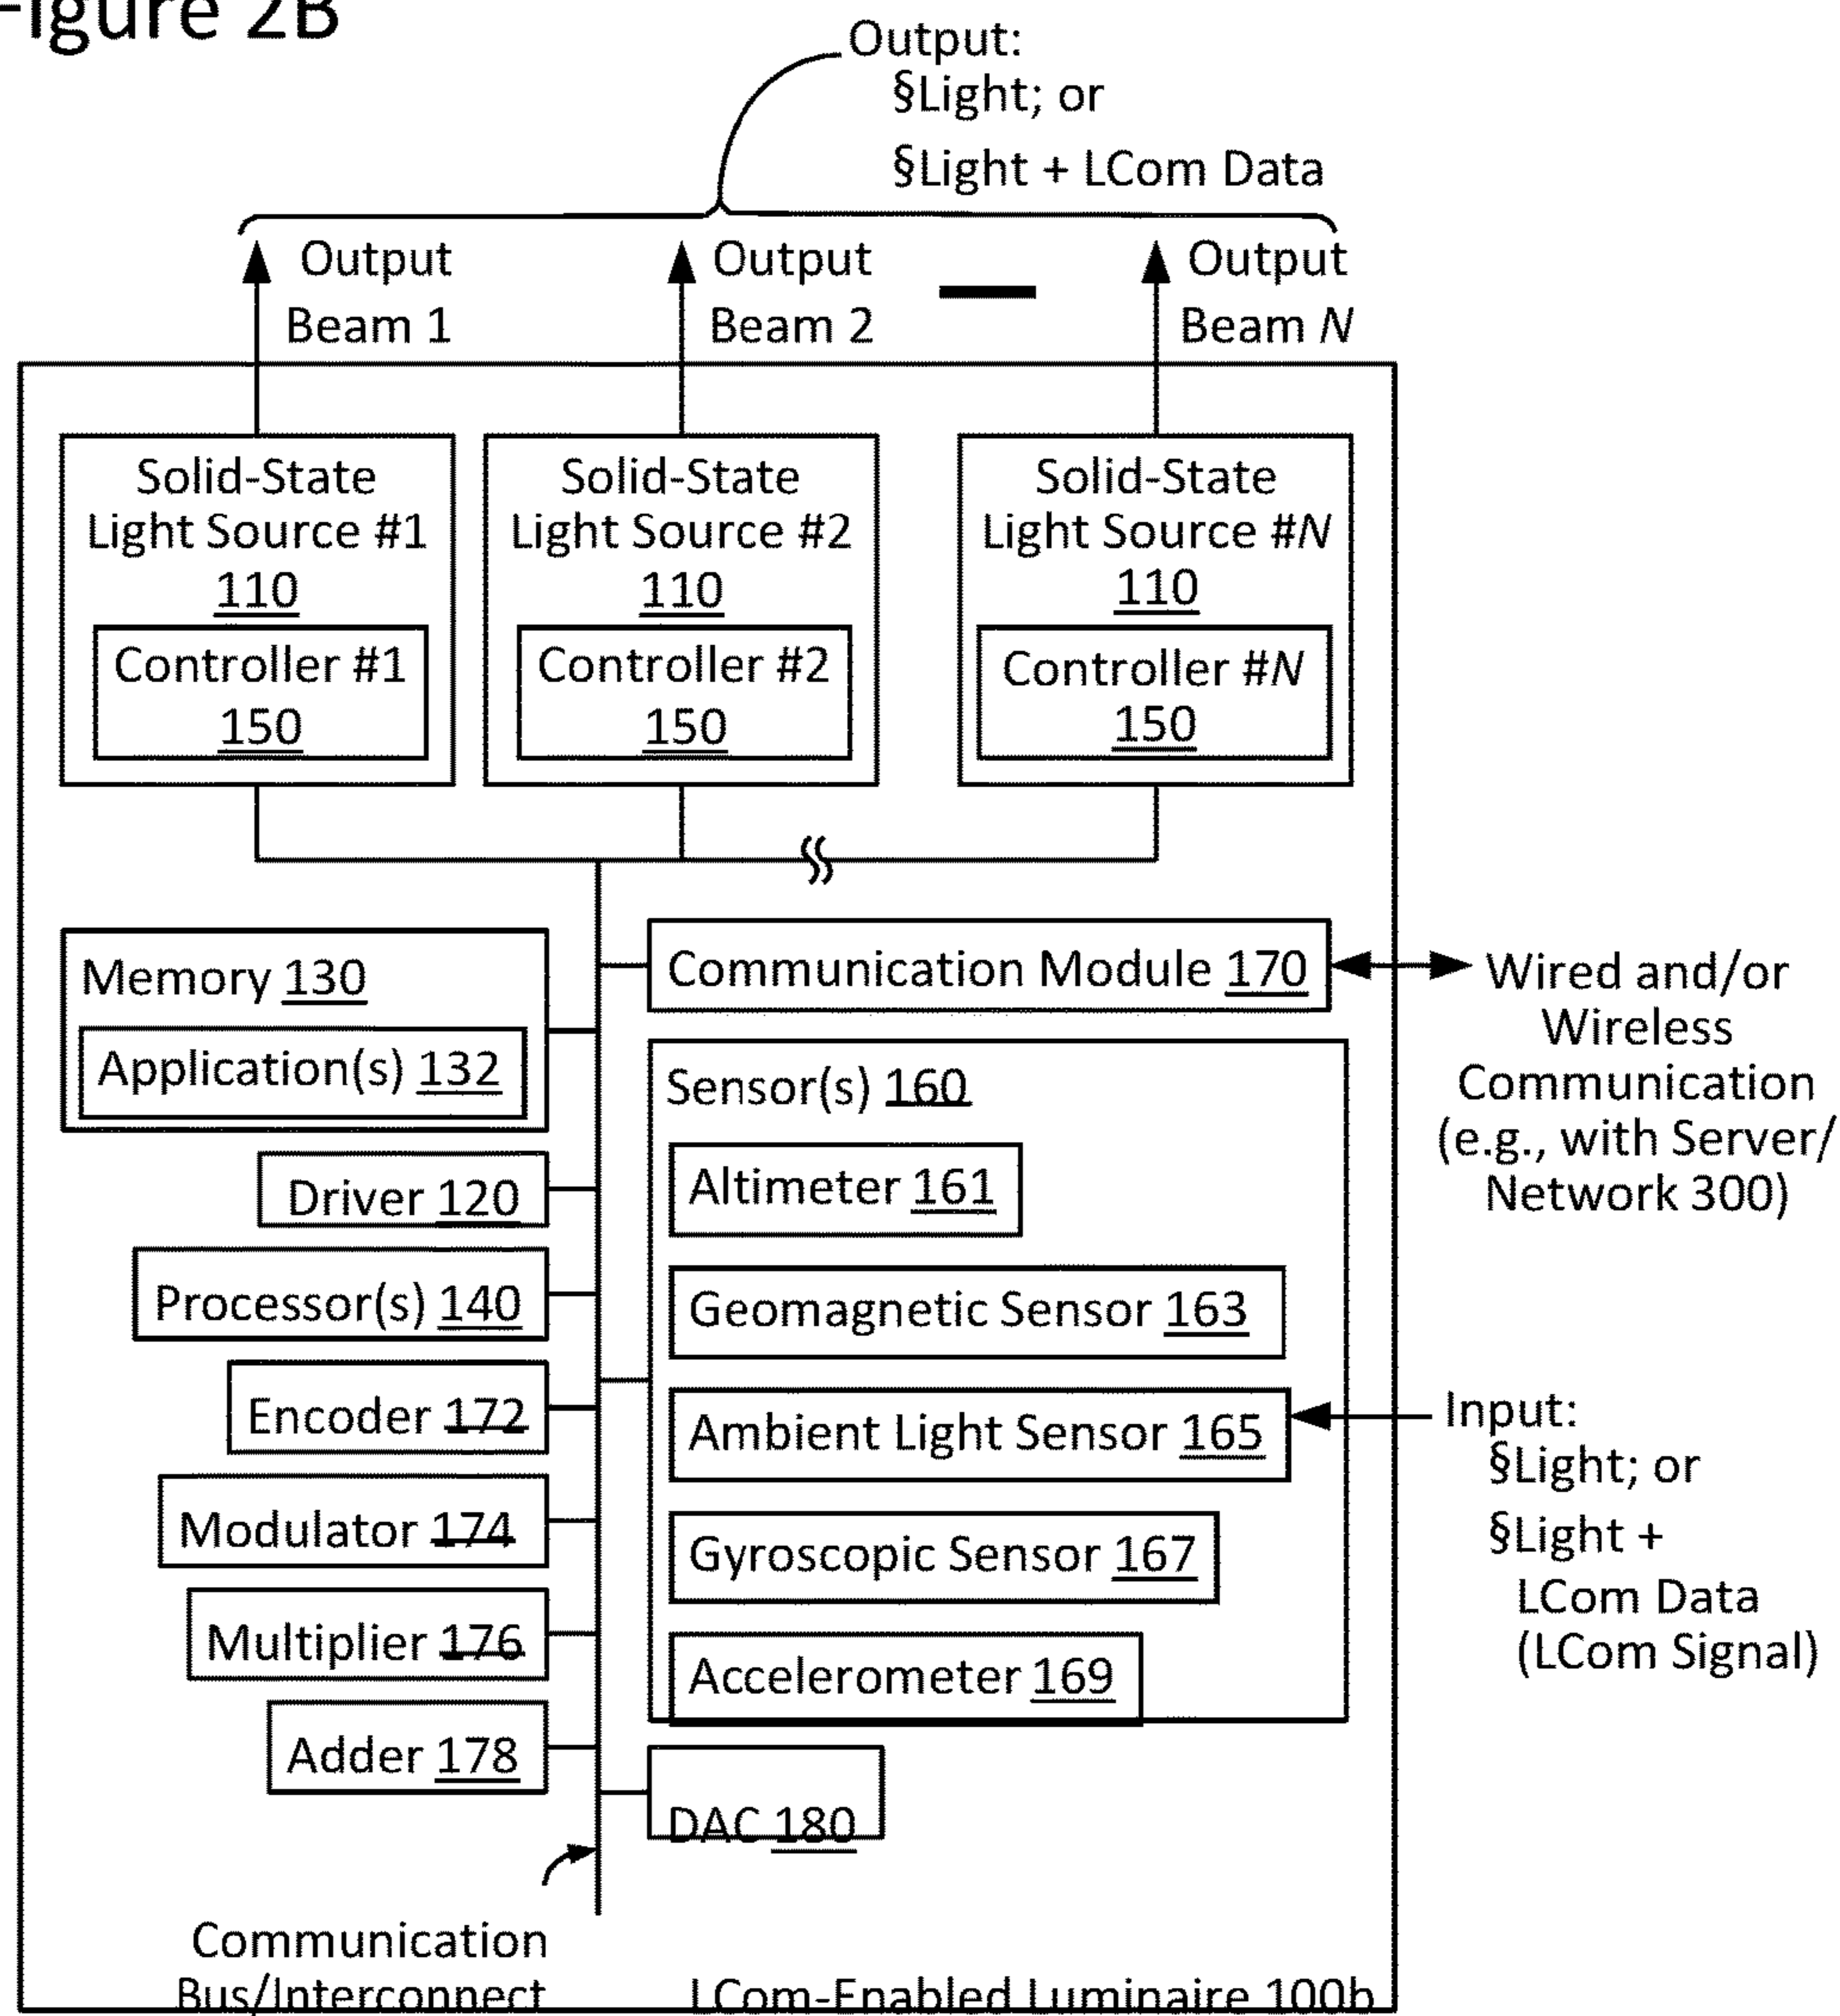 Figure 2B
Output:
§Light; or
§Light + LCom Data
Output
Beam 1
Output
Beam 2
Output
Beam N
Solid-State
Light Source #1
110
Controller #1
150
Solid-State
Light Source #2
110
Controller #2
150
Solid-State
Light Source #N
110
Controller #N
150
Memory 130
Application(s) 132
Driver 120
Processor(s) 140
Encoder 172
Modulator 174
Multiplier 176
Adder 178
Communication
Bus/Interconnect
Communication Module 170
Sensor(s) 160
Altimeter 161
Geomagnetic Sensor 163
Ambient Light Sensor 165
Gyroscopic Sensor 167
Accelerometer 169
DAC 180
LCom-Enabled Luminaire 100b
Wired and/or
Wireless
Communication
(e.g., with Server/
Network 300)
Input:
§Light; or
§Light +
LCom Data
(LCom Signal)